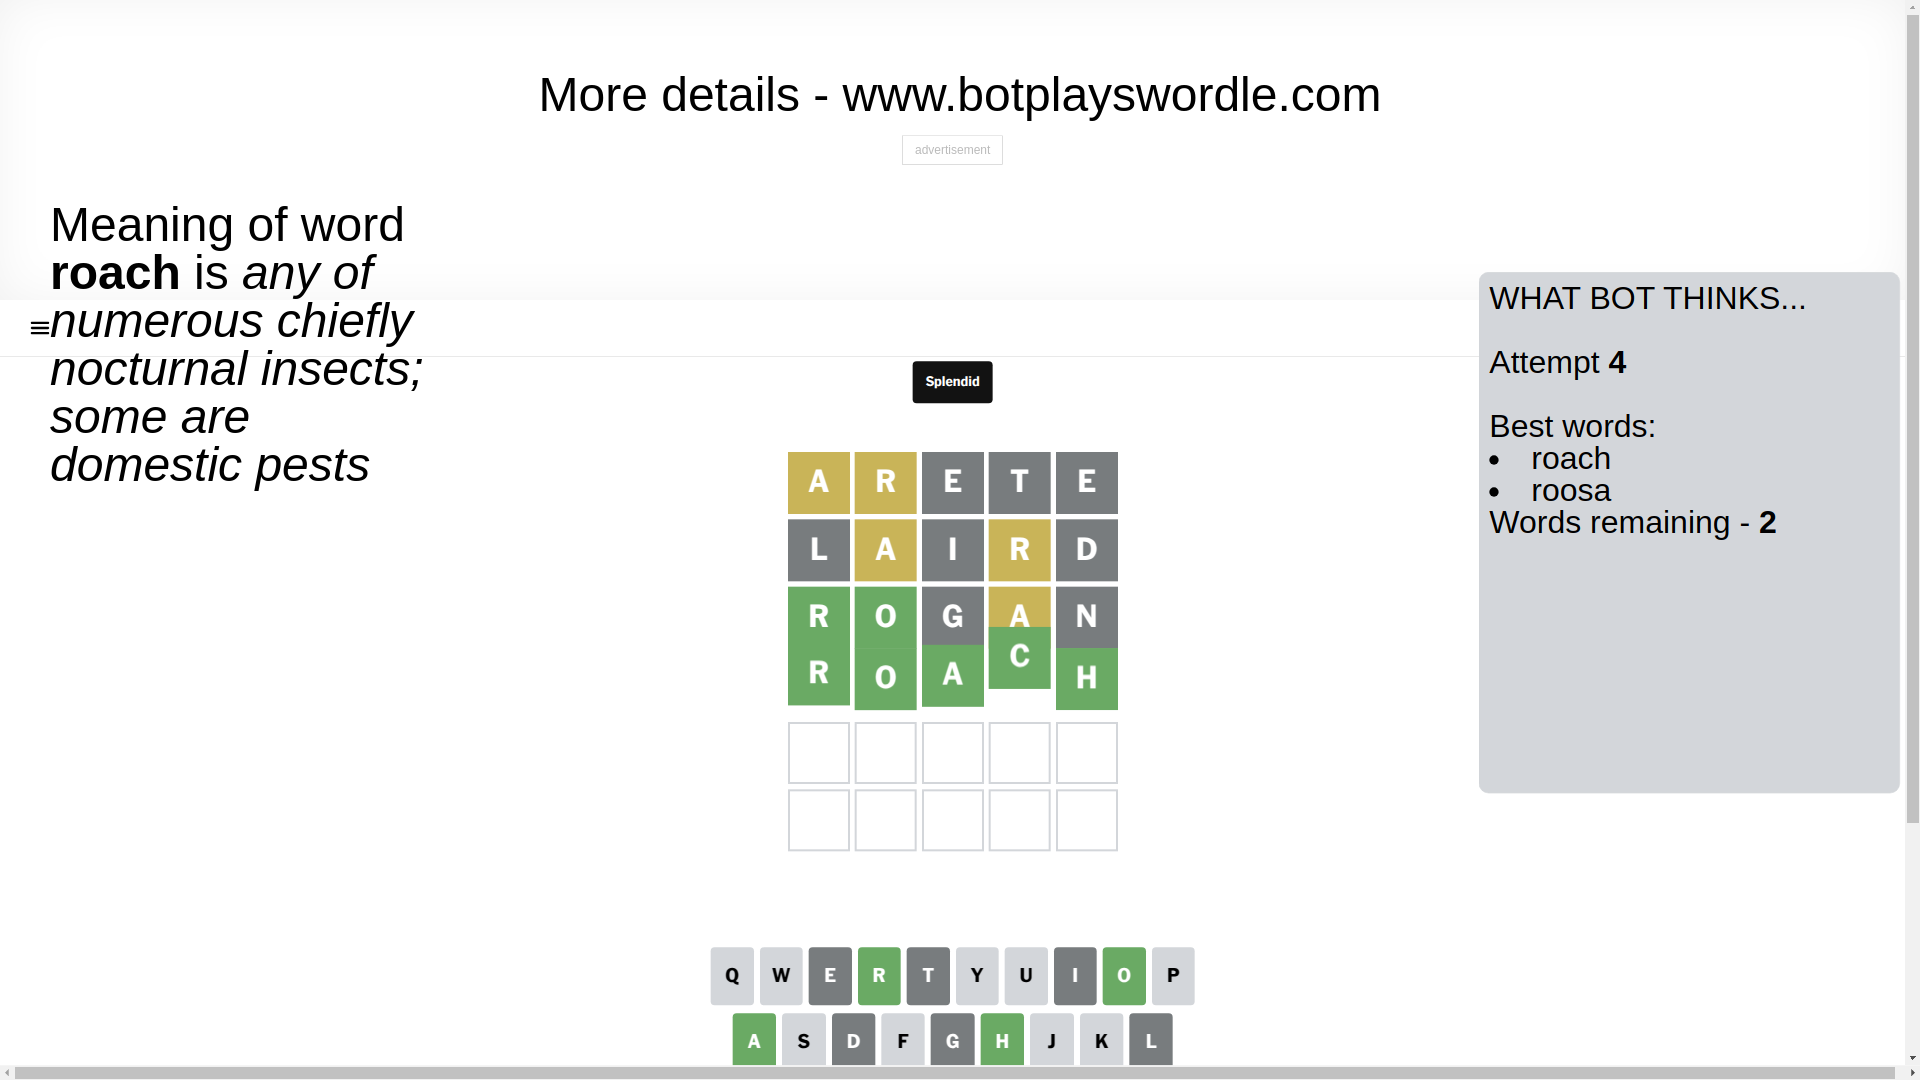 More details - www.botplayswordle.com
advertisement
Meaning of word
roach is any of
numerous chiefly
nocturnal insects;
some are
domestic pests
WHAT BOT THINKS...
Attempt 4
Best words:
• roach
• roosa
Words remaining - 2
Splendid
A R E T E
L A I R D
R O G A N
R O A C H
Q W E R T Y U I O P
A S D F G H J K L